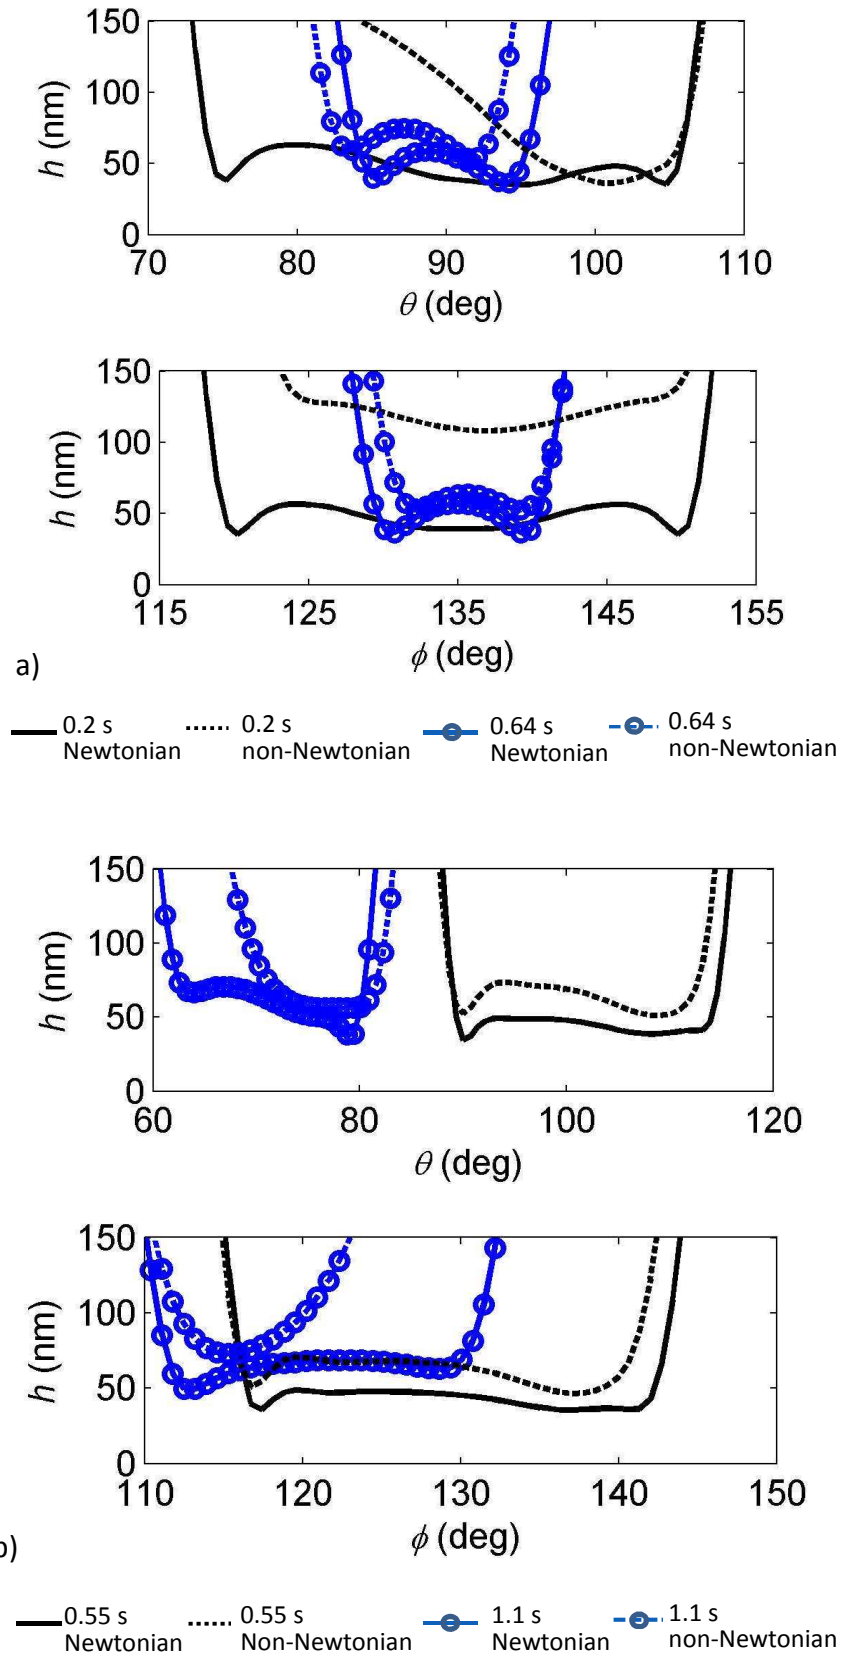 150
100
50
0
h (nm)
70 80 90 100 110
θ (deg)
150
100
50
0
h (nm)
115 125 135 145 155
ϕ (deg)
a)
0.2 s
Newtonian
0.2 s
non-Newtonian
0.64 s
Newtonian
0.64 s
non-Newtonian
150
100
50
0
h (nm)
60 80 100 120
θ (deg)
150
100
50
0
h (nm)
110 120 130 140 150
ϕ (deg)
b)
0.55 s
Newtonian
0.55 s
Non-Newtonian
1.1 s
Newtonian
1.1 s
non-Newtonian